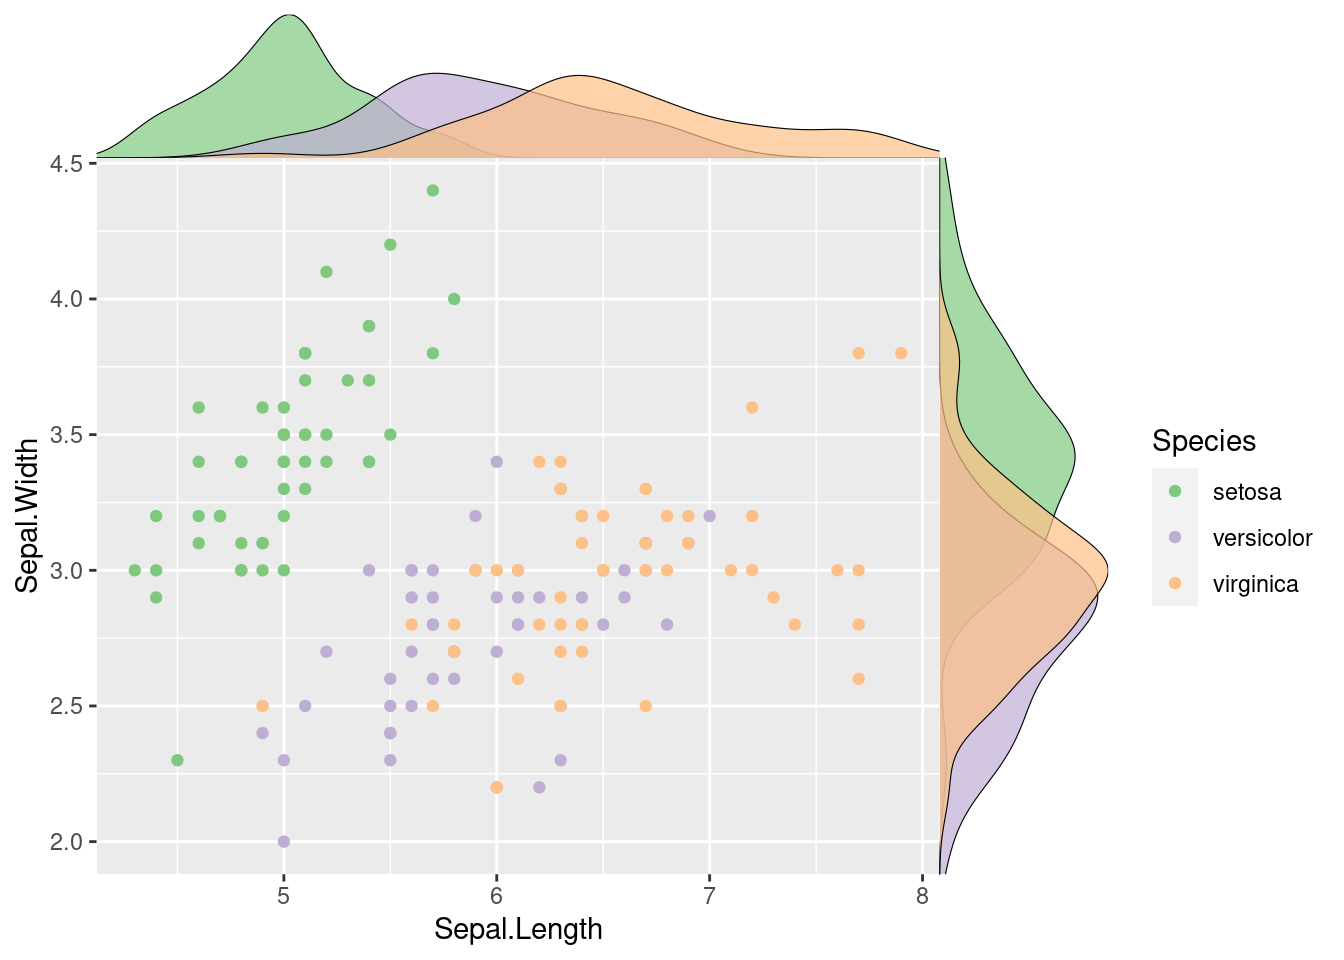 4.5
4.0
3.5
3.0
2.5
2.0
Sepal.Width
5 6 7 8
Sepal.Length
Species
setosa
versicolor
virginica